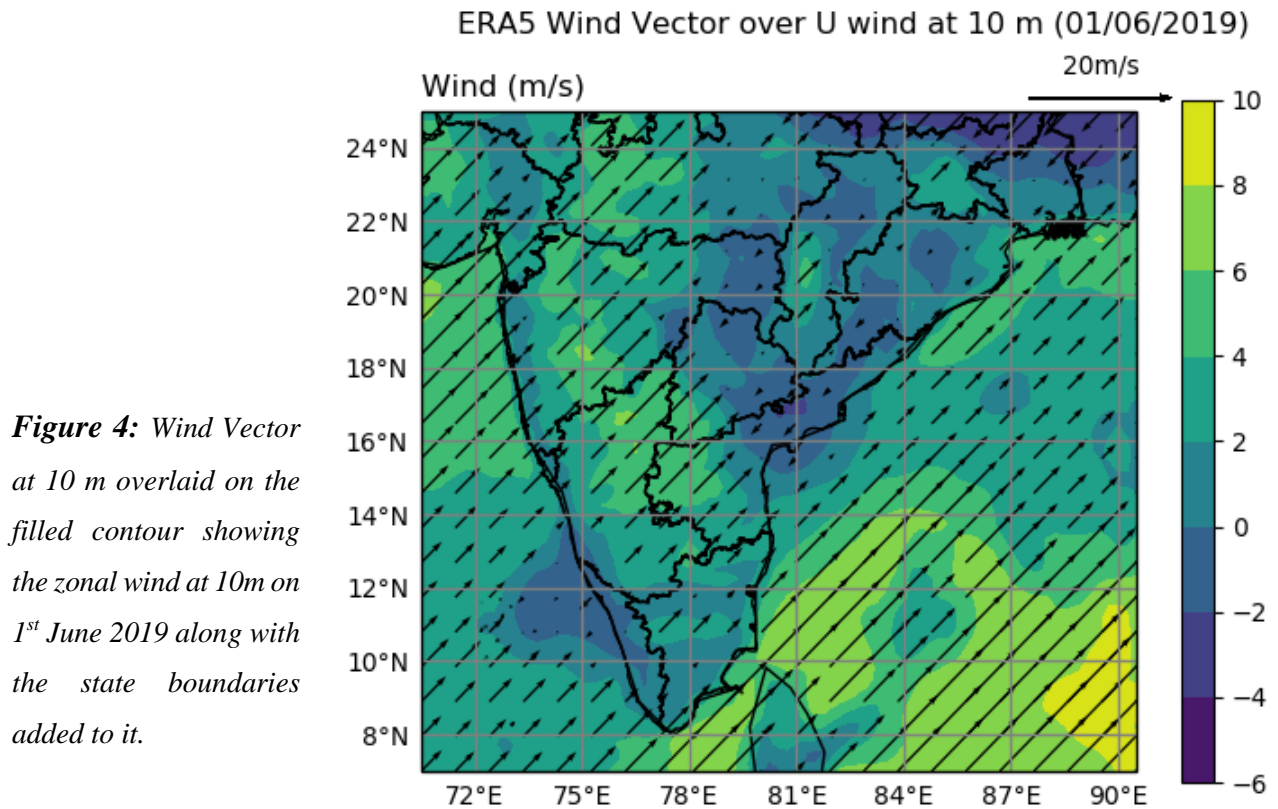 ERA5 Wind Vector over U wind at 10 m (01/06/2019)
20m/s
Wind (m/s)
10
8
6
4
2
0
−2
−4
−6
24°N
22°N
20°N
18°N
16°N
14°N
12°N
10°N
8°N
72°E 75°E 78°E 81°E 84°E 87°E 90°E
Figure 4: Wind Vector
at 10 m overlaid on the
filled contour showing
the zonal wind at 10m on
1st June 2019 along with
the state boundaries
added to it.